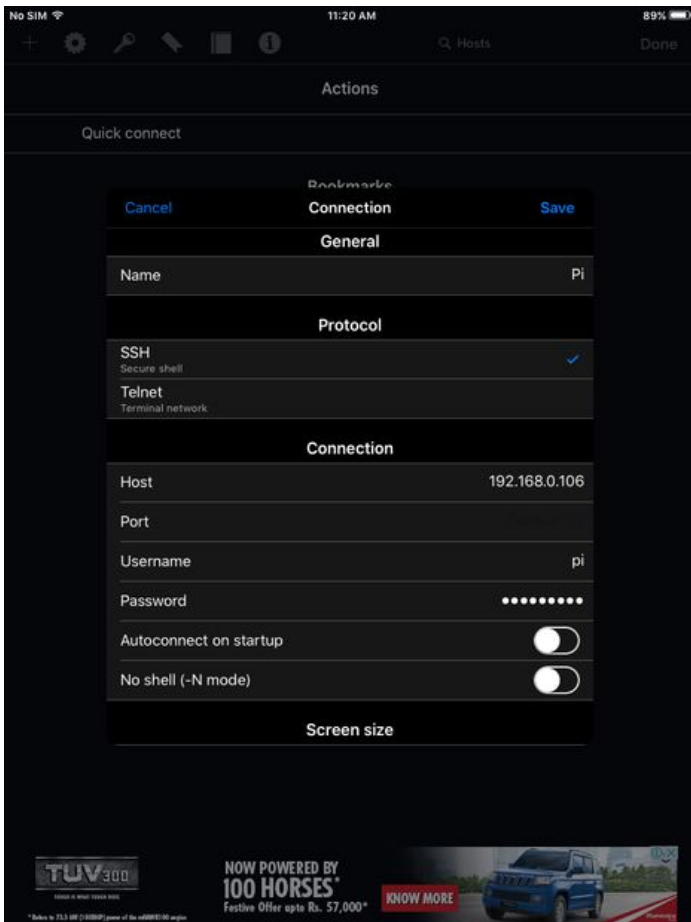 No SIM 11:20 AM 89%
Hosts Done
Actions
Quick connect
Bookmarks
Cancel Connection Save
General
Name Pi
Protocol
SSH
Secure shell
Telnet
Terminal network
Connection
Host 192.168.0.106
Port
Username pi
Password •••••••••
Autoconnect on startup
No shell (-N mode)
Screen size
TUV300
NOW POWERED BY
100 HORSES*
Festive Offer upto Rs. 57,000*
KNOW MORE